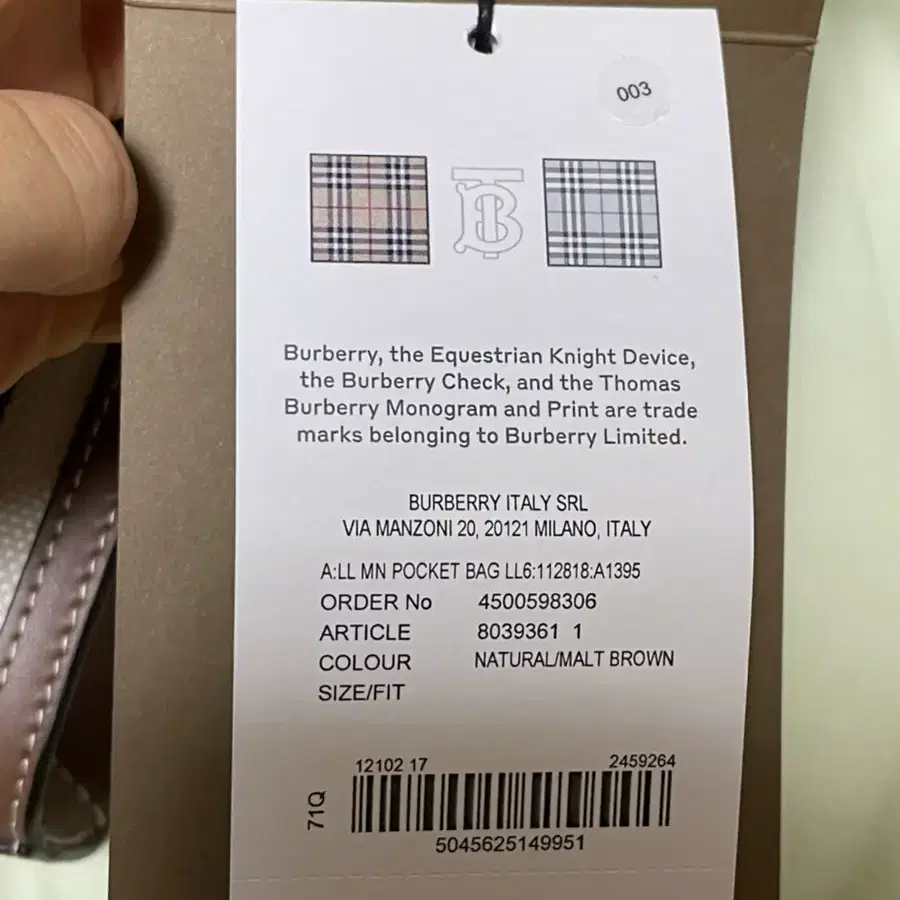 003
Burberry, the Equestrian Knight Device,
the Burberry Check, and the Thomas
Burberry Monogram and Print are trade
marks belonging to Burberry Limited.
BURBERRY ITALY SRL
VIA MANZONI 20, 20121 MILANO, ITALY
A:LL MN POCKET BAG LL6:112818:A1395
ORDER No 4500598306
ARTICLE 8039361 1
COLOUR NATURAL/MALT BROWN
SIZE/FIT
12102 17 2459264
71Q
5045625149951